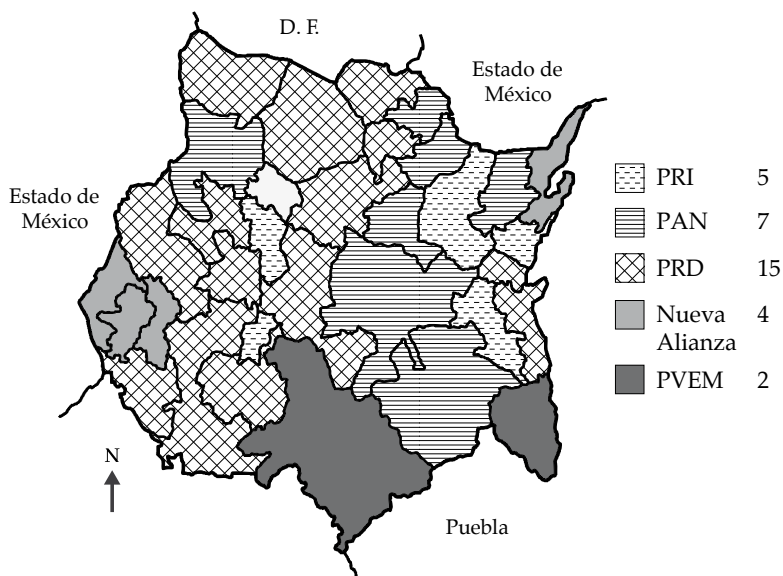 D. F.
Estado de
México
Estado de
México
PRI 5
PAN 7
PRD 15
Nueva 4
Alianza
PVEM 2
N
Puebla